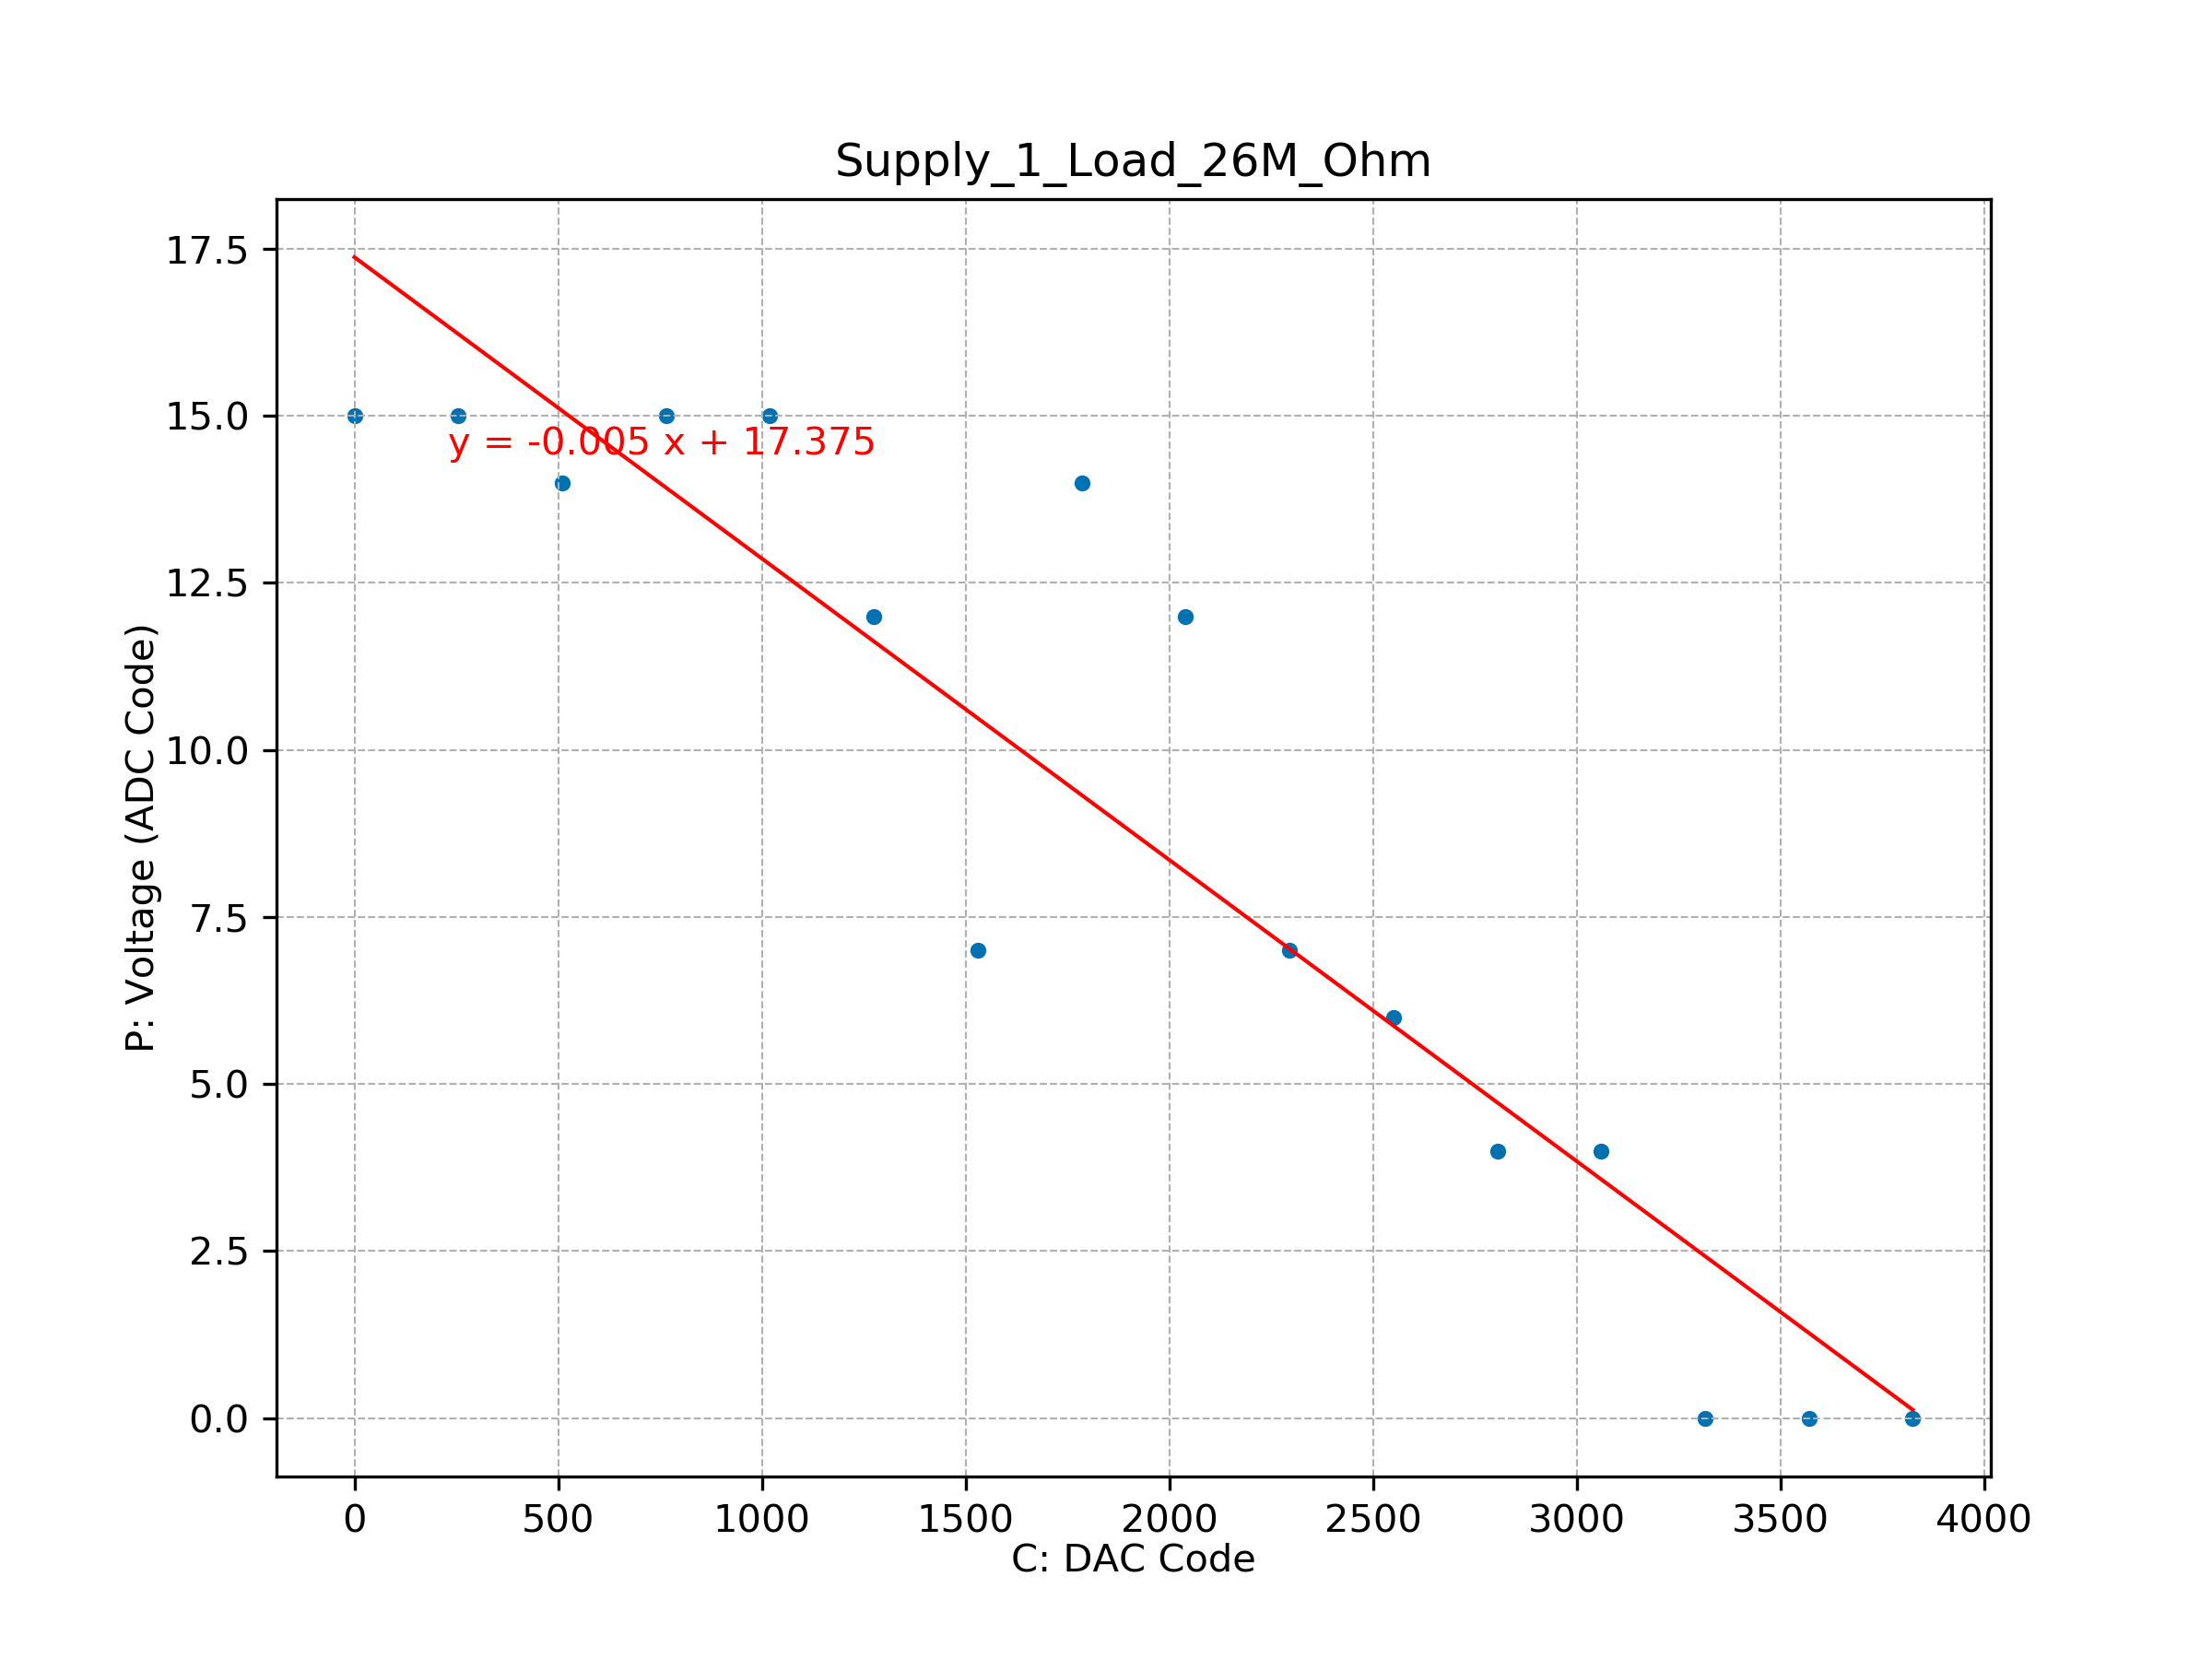 Supply_1_Load_26M_Ohm
17.5
15.0
12.5
10.0
7.5
5.0
2.5
0.0
P: Voltage (ADC Code)
y = -0.005 x + 17.375
0 500 1000 1500 2000 2500 3000 3500 4000
C: DAC Code